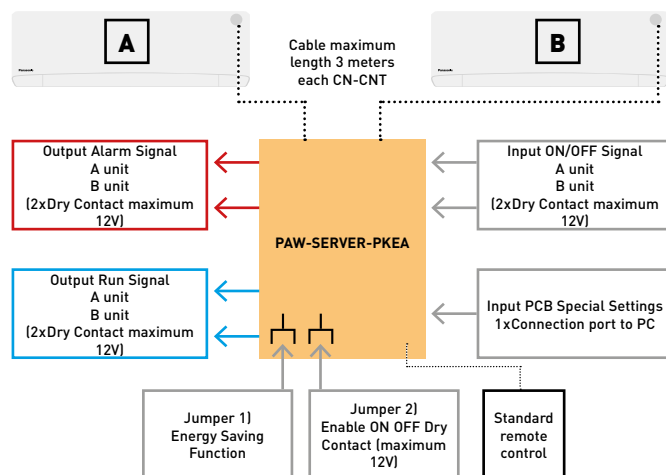 A
B
Panasonic
Panasonic
Cable maximum
length 3 meters
each CN-CNT
Output Alarm Signal
A unit
B unit
(2xDry Contact maximum
12V)
Input ON/OFF Signal
A unit
B unit
(2xDry Contact maximum
12V)
PAW-SERVER-PKEA
Output Run Signal
A unit
B unit
(2xDry Contact maximum
12V)
Input PCB Special Settings
1xConnection port to PC
Jumper 1)
Energy Saving
Function
Jumper 2)
Enable ON OFF Dry
Contact (maximum
12V)
Standard
remote
control